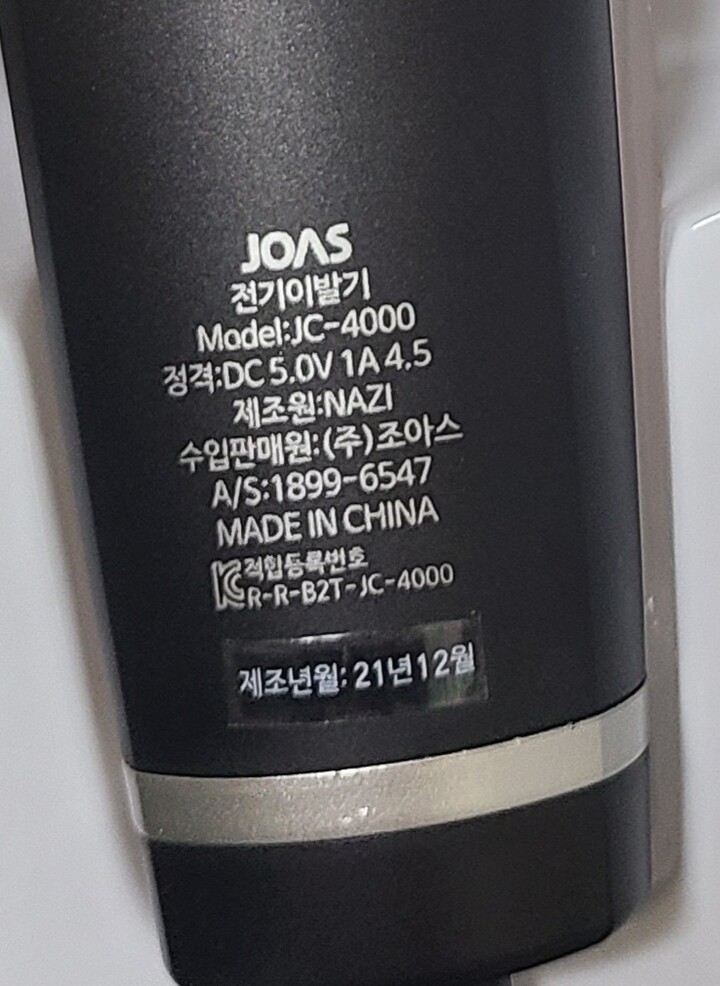 JOAS
전기이발기
Model:JC-4000
정격:DC 5.0V 1A 4.5
제조원:NAZI
수입판매원:(주)조아스
A/S:1899-6547
MADE IN CHINA
적합등록번호
R-R-B2T-JC-4000
제조년월: 21년12월